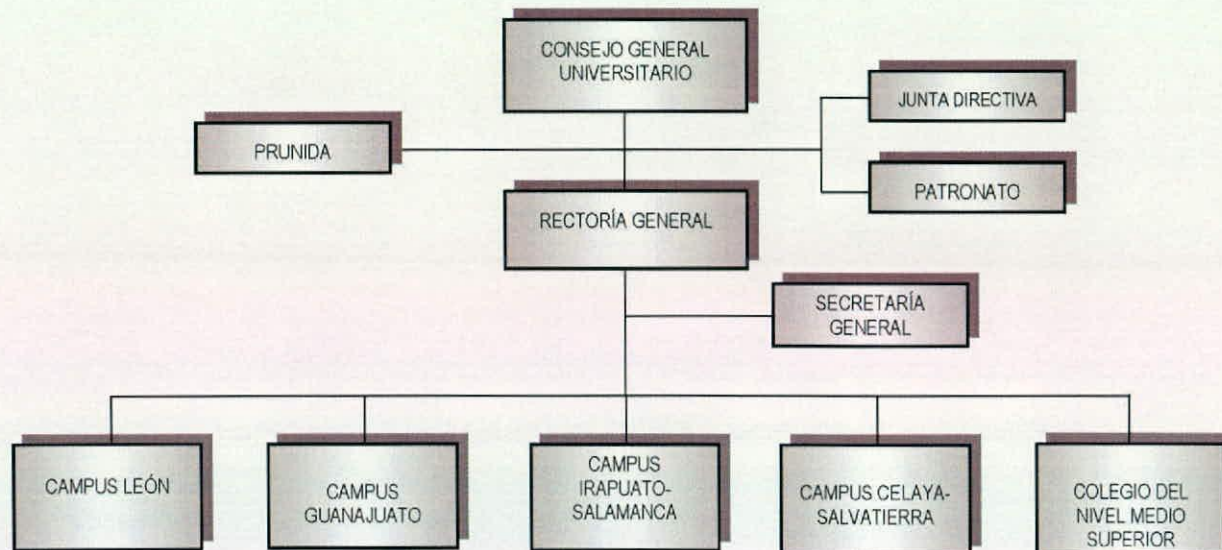 CONSEJO GENERAL
UNIVERSITARIO
JUNTA DIRECTIVA
PRUNIDA
PATRONATO
RECTORÍA GENERAL
SECRETARÍA
GENERAL
CAMPUS LEÓN
CAMPUS
GUANAJUATO
CAMPUS
IRAPUATO-
SALAMANCA
CAMPUS CELAYA-
SALVATIERRA
COLEGIO DEL
NIVEL MEDIO
SUPERIOR